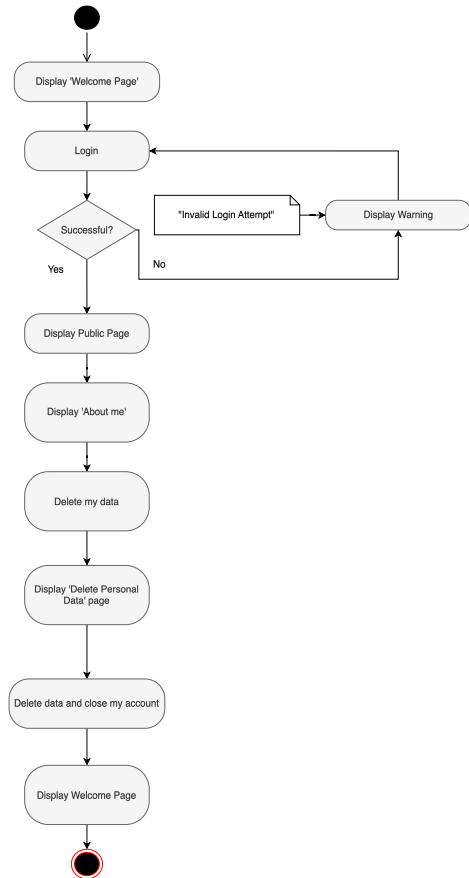 Display 'Welcome Page'
Login
"Invalid Login Attempt"
Display Warning
Successful?
Yes
No
Display Public Page
Display 'About me'
Delete my data
Display 'Delete Personal
Data' page
Delete data and close my account
Display Welcome Page